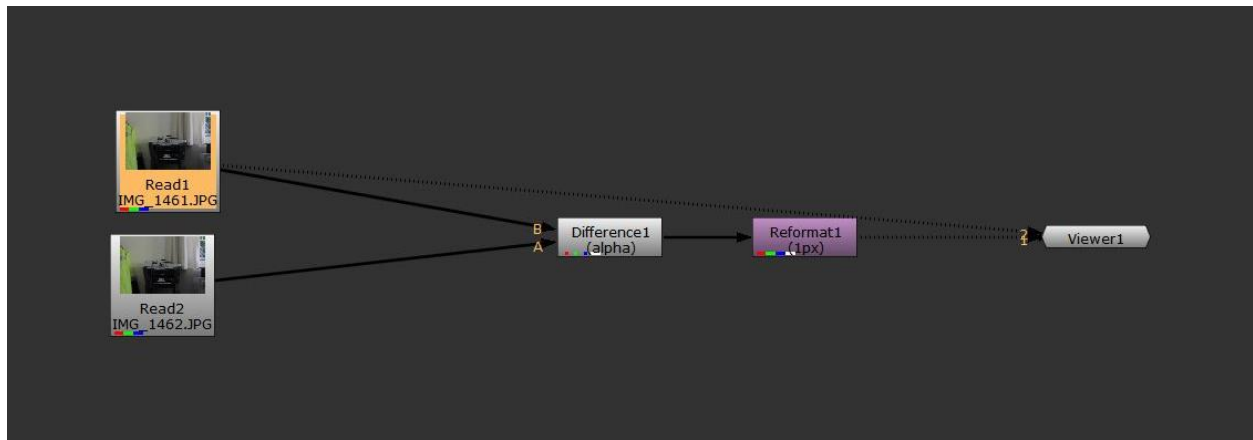 Read1
IMG_1461.JPG
B
A
Difference1
(alpha)
Reformat1
(1px)
2
1
Viewer1
Read2
IMG_1462.JPG